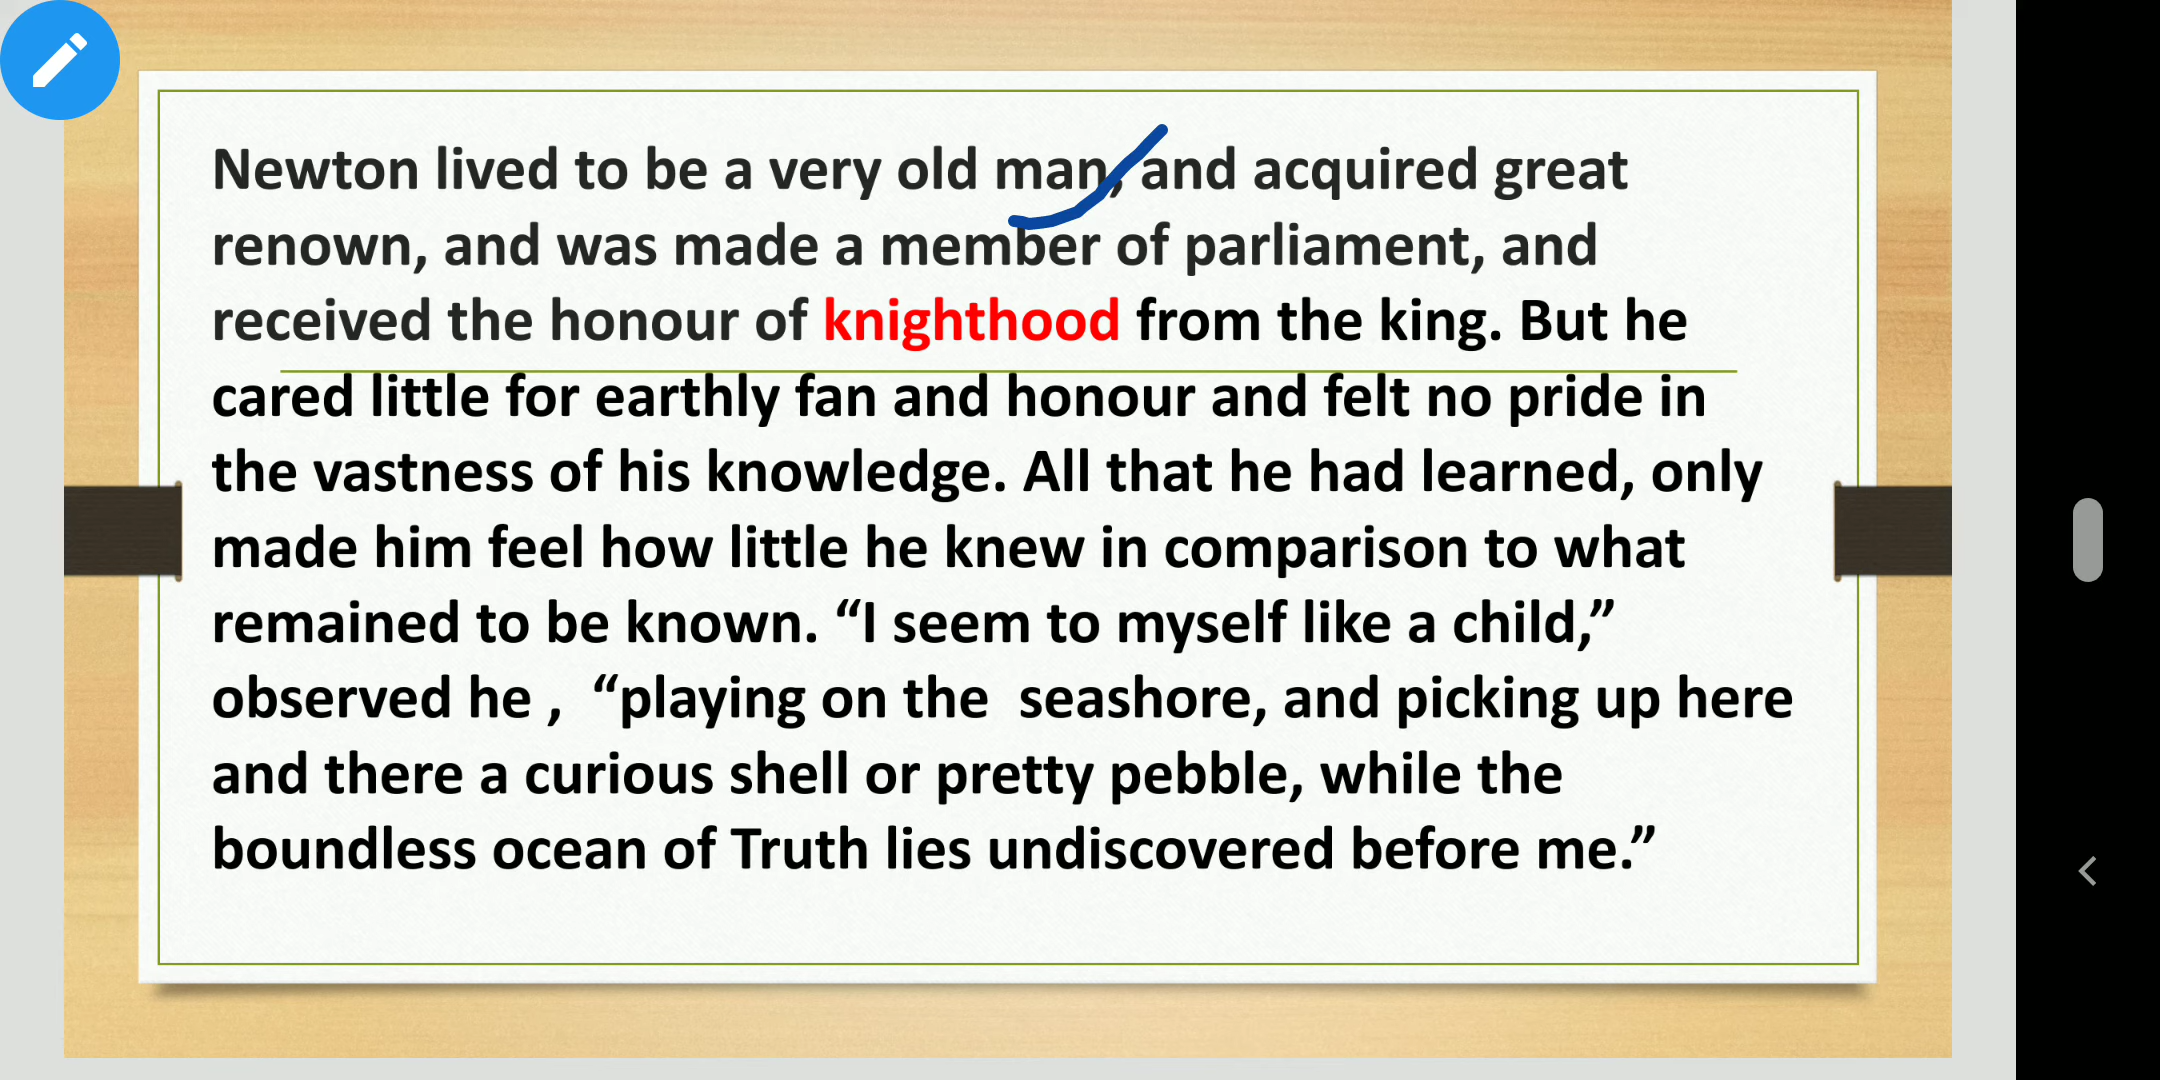 Newton lived to be a very old man, and acquired great
renown, and was made a member of parliament, and
received the honour of knighthood from the king. But he
cared little for earthly fan and honour and felt no pride in
the vastness of his knowledge. All that he had learned, only
made him feel how little he knew in comparison to what
remained to be known. “I seem to myself like a child,”
observed he ,  “playing on the  seashore, and picking up here
and there a curious shell or pretty pebble, while the
boundless ocean of Truth lies undiscovered before me.”